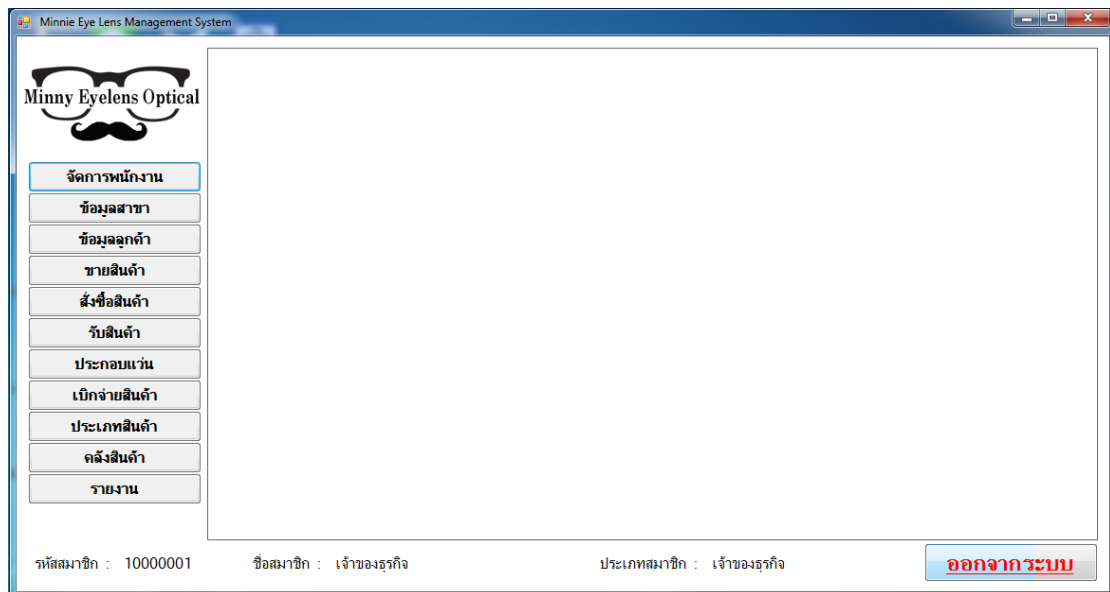 Minnie Eye Lens Management System
Minny Eyelens Optical
จัดการพนักงาน
ข้อมูลสาขา
ข้อมูลลูกค้า
ขายสินค้า
สั่งซื้อสินค้า
รับสินค้า
ประกอบแว่น
เบิกจ่ายสินค้า
ประเภทสินค้า
คลังสินค้า
รายงาน
รหัสสมาชิก : 10000001 ชื่อสมาชิก : เจ้าของธุรกิจ ประเภทสมาชิก : เจ้าของธุรกิจ ออกจากระบบ